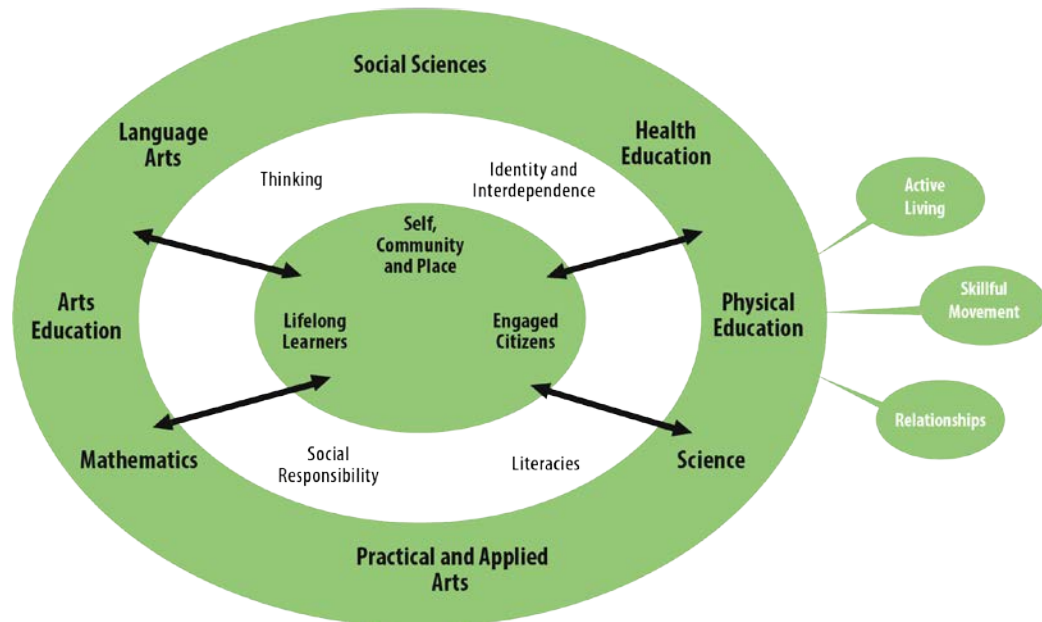 Social Sciences
Language
Arts
Health
Education
Thinking
Identity and
Interdependence
Active
Living
Self,
Community
and Place
Arts
Education
Lifelong
Learners
Engaged
Citizens
Physical
Education
Skillful
Movement
Relationships
Mathematics
Social
Responsibility
Literacies
Science
Practical and Applied
Arts